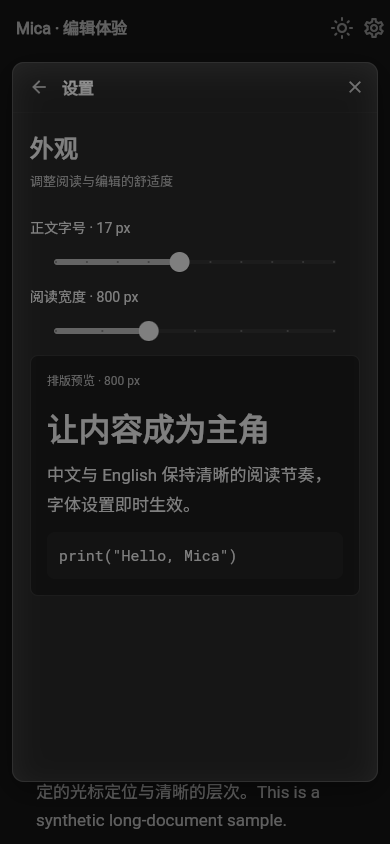 Mica · 编辑体验
设置
外观
调整阅读与编辑的舒适度
正文字号 · 17 px
阅读宽度 · 800 px
排版预览 · 800 px
让内容成为主角
中文与 English 保持清晰的阅读节奏，
字体设置即时生效。
print("Hello, Mica")
定的光标定位与清晰的层次。This is a
synthetic long-document sample.